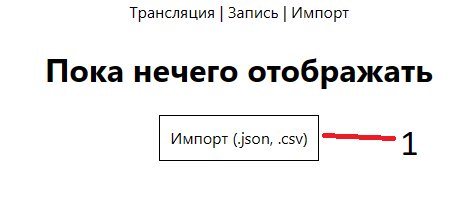 Трансляция | Запись | Импорт
Пока нечего отображать
Импорт (.json, .csv)
1